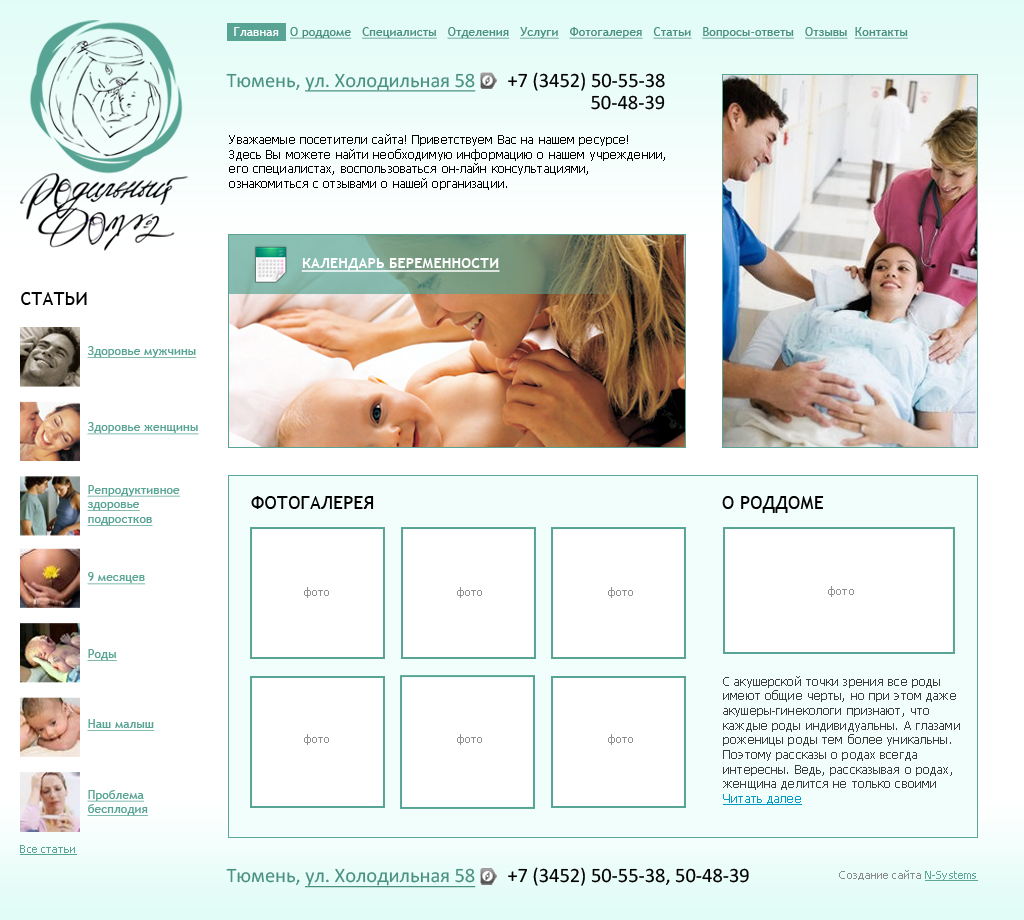 Главная О роддоме Специалисты Отделения Услуги Фотогалерея Статьи Вопросы-ответы Отзывы Контакты
Родильный
Дом №2
Тюмень, ул. Холодильная 58 +7 (3452) 50-55-38
50-48-39
Уважаемые посетители сайта! Приветствуем Вас на нашем ресурсе!
Здесь Вы можете найти необходимую информацию о нашем учреждении,
его специалистах, воспользоваться он-лайн консультациями,
ознакомиться с отзывами о нашей организации.
КАЛЕНДАРЬ БЕРЕМЕННОСТИ
СТАТЬИ
Здоровье мужчины
Здоровье женщины
Репродуктивное
здоровье
подростков
9 месяцев
Роды
Наш малыш
Проблема
бесплодия
Все статьи
ФОТОГАЛЕРЕЯ
фото фото фото
фото фото фото
О РОДДОМЕ
фото
С акушерской точки зрения все роды
имеют общие черты, но при этом даже
акушеры-гинекологи признают, что
каждые роды индивидуальны. А глазами
роженицы роды тем более уникальны.
Поэтому рассказы о родах всегда
интересны. Ведь, рассказывая о родах,
женщина делится не только своими
Читать далее
Тюмень, ул. Холодильная 58 +7 (3452) 50-55-38, 50-48-39
Создание сайта N-Systems